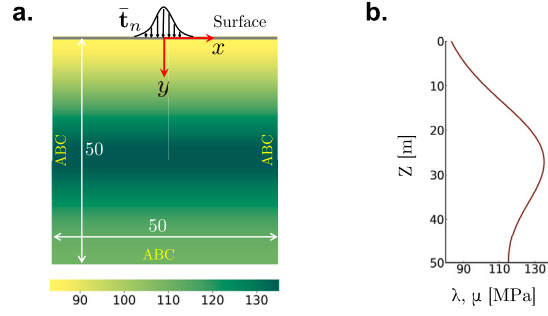 a.
t̄n
Surface
x
y
ABC
50
ABC
50
ABC
90 100 110 120 130
b.
0
10
20
30
40
50
Z [m]
90 110 130
λ, μ [MPa]